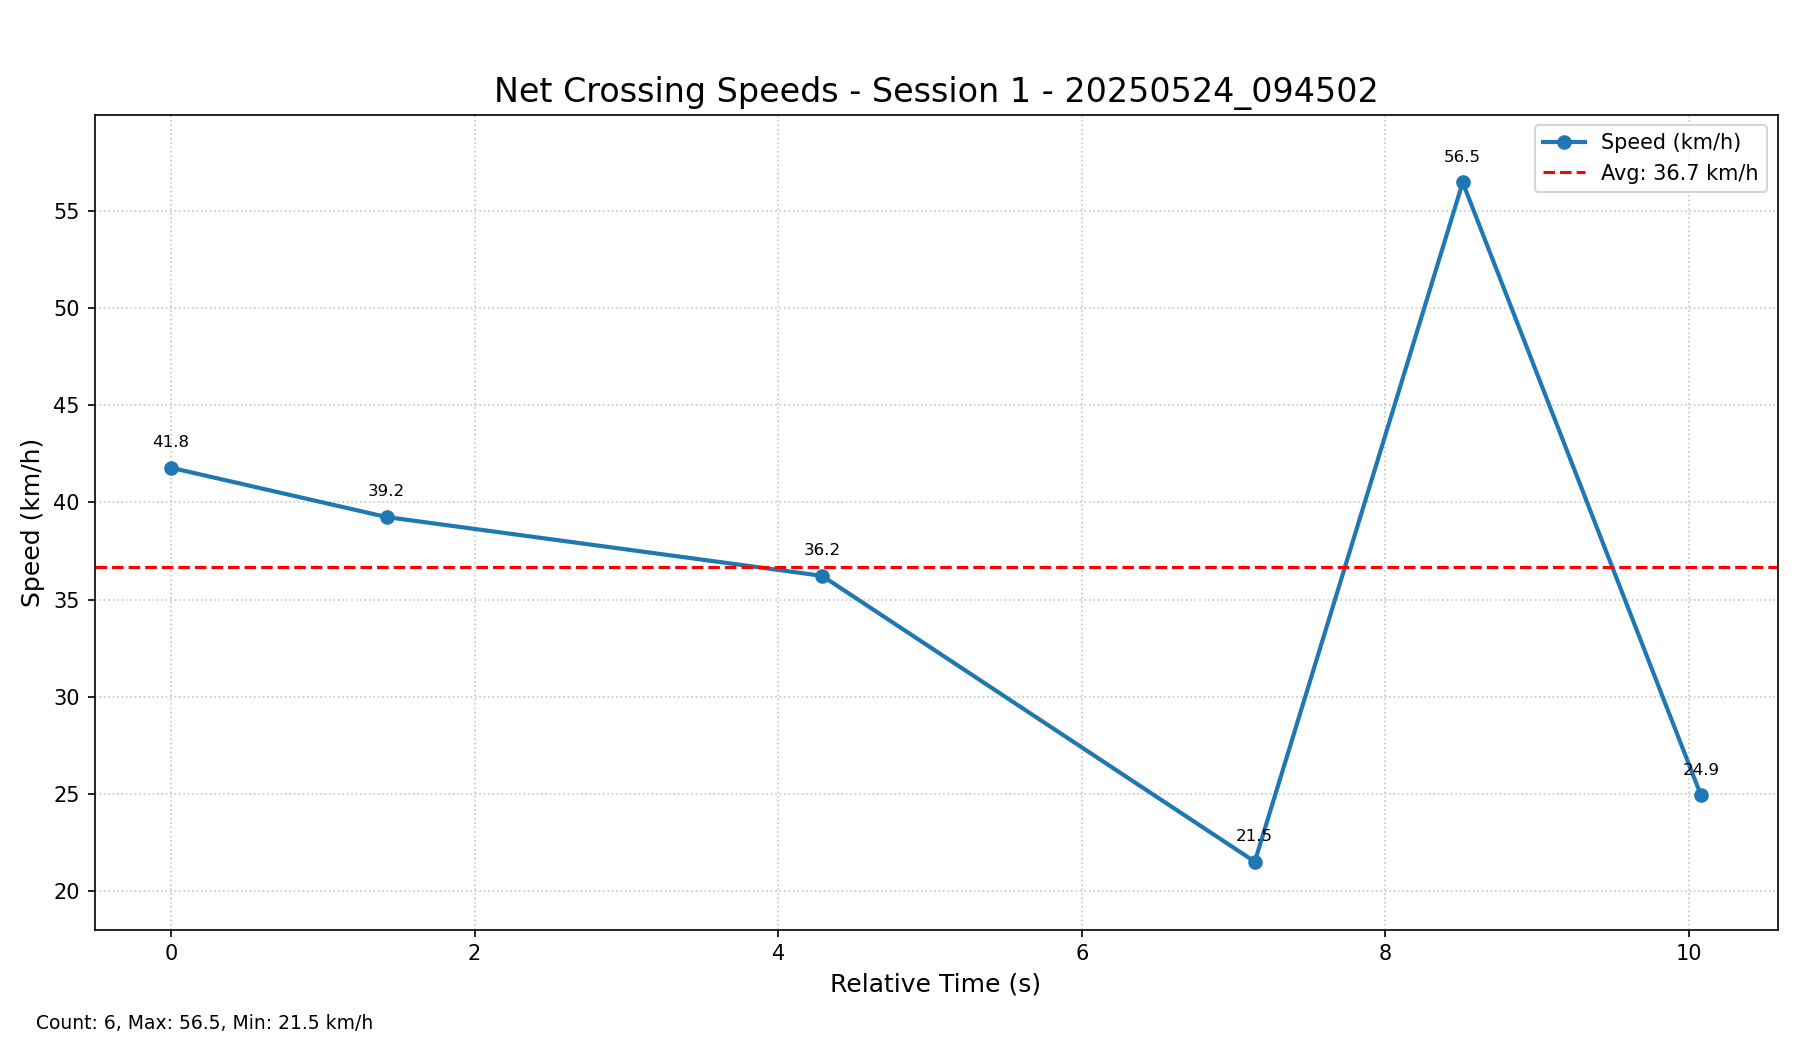 Net Crossing Speeds - Session 1 - 20250524_094502
Speed (km/h)
Avg: 36.7 km/h
56.5
41.8
39.2
36.2
24.9
21.5
55
50
45
40
35
30
25
20
Speed (km/h)
0 2 4 6 8 10
Relative Time (s)
Count: 6, Max: 56.5, Min: 21.5 km/h